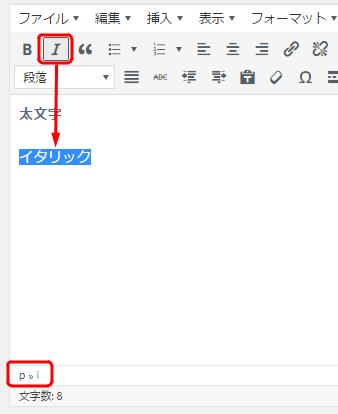 ファイル▼ 編集▼ 挿入▼ 表示▼ フォーマット▼
B I “
段落 ▼ ABC Ω
太文字
イタリック
p » i
文字数: 8